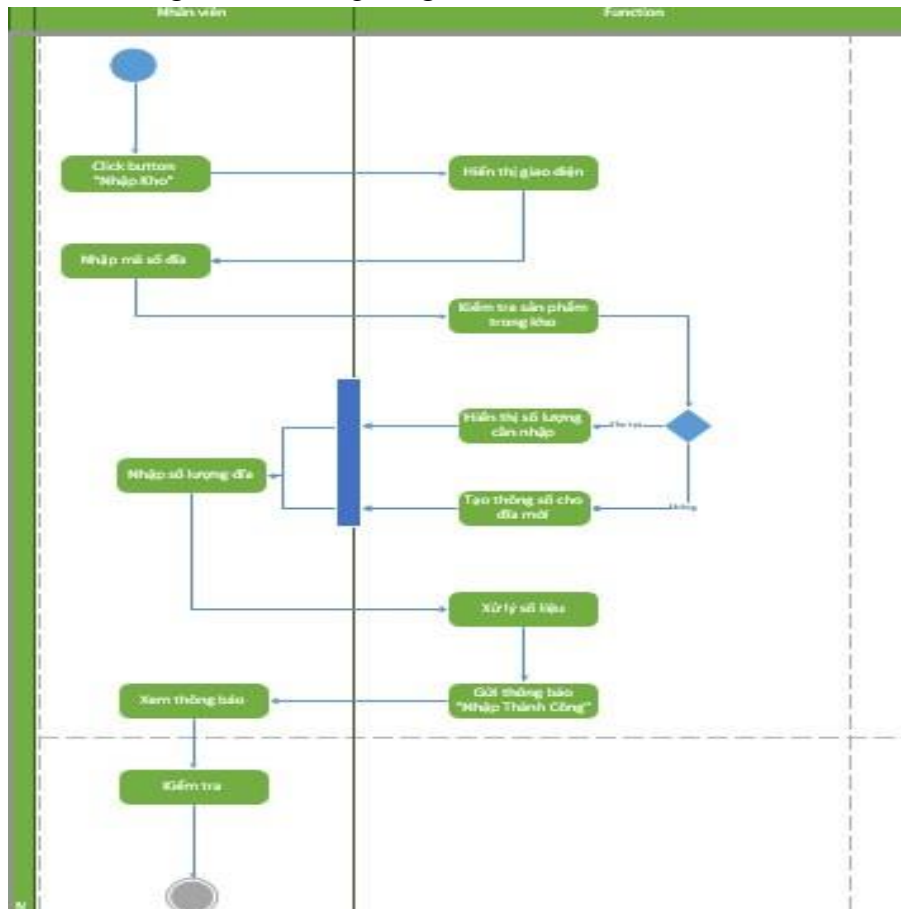 Nhân viên
Function
Click button
"Nhập Kho"
Hiển thị giao diện
Nhập mã số đĩa
Kiểm tra sản phẩm
trong kho
Hiển thị số lượng
cần nhập
Nhập số lượng đĩa
Tạo thông số cho
đĩa mới
Xử lý số liệu
Xem thông báo
Gửi thông báo
"Nhập Thành Công"
Kiểm tra
N